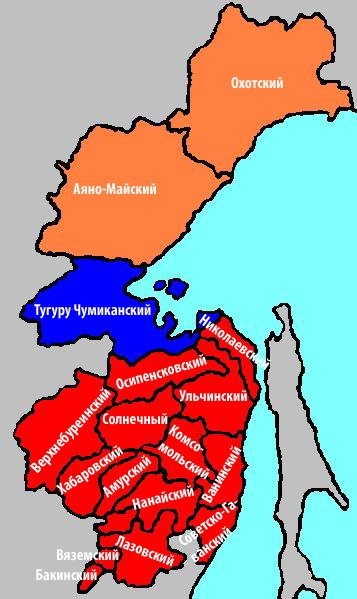 Охотский
Аяно-Майский
Тугуру Чумиканский
Николаевский
Осипенсковский
Ульчинский
Верхнебуреинский
Солнечный
Комсо-
мольский
Хабаровский
Амурский
Ванинский
Нанайский
Советско-Га-
ванский
Лазовский
Вяземский
Бакинский